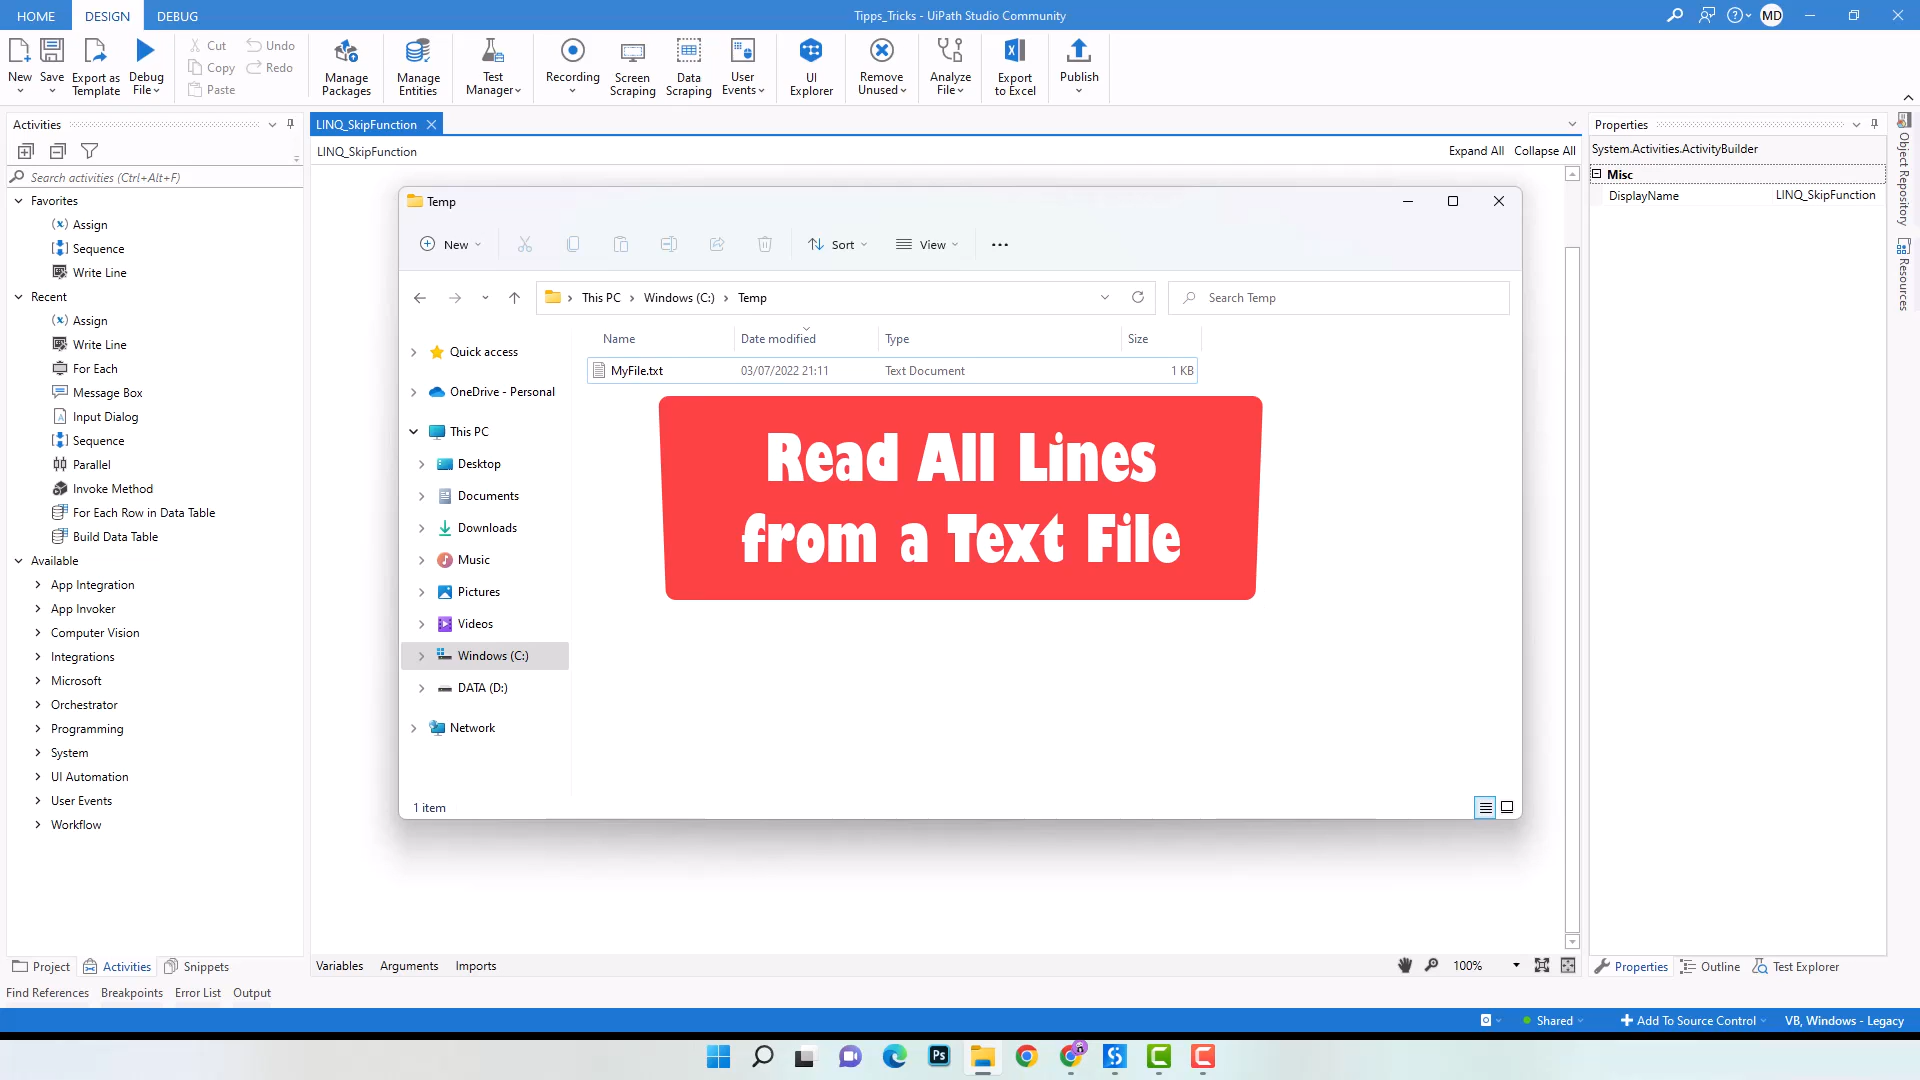 HOME DESIGN DEBUG
Tipps_Tricks - UiPath Studio Community
MD
New Save Export as Template Debug File
Cut Copy Paste Undo Redo
Manage Packages
Manage Entities
Test Manager
Recording
Screen Scraping
Data Scraping
User Events
UI Explorer
Remove Unused
Analyze File
Export to Excel
Publish
Activities
Search activities (Ctrl+Alt+F)
Favorites
Assign
Sequence
Write Line
Recent
Assign
Write Line
For Each
Message Box
Input Dialog
Sequence
Parallel
Invoke Method
For Each Row in Data Table
Build Data Table
Available
App Integration
App Invoker
Computer Vision
Integrations
Microsoft
Orchestrator
Programming
System
UI Automation
User Events
Workflow
Project Activities Snippets
LINQ_SkipFunction
LINQ_SkipFunction
Expand All Collapse All
Temp
New Sort View
This PC Windows (C:) Temp
Search Temp
Name Date modified Type Size
MyFile.txt 03/07/2022 21:11 Text Document 1 KB
Quick access
OneDrive - Personal
This PC
Desktop
Documents
Downloads
Music
Pictures
Videos
Windows (C:)
DATA (D:)
Network
1 item
Read All Lines
from a Text File
Variables Arguments Imports
100%
Properties
System.Activities.ActivityBuilder
Misc
DisplayName LINQ_SkipFunction
Object Repository
Resources
Properties Outline Test Explorer
Find References Breakpoints Error List Output
Shared Add To Source Control VB, Windows - Legacy
Ps